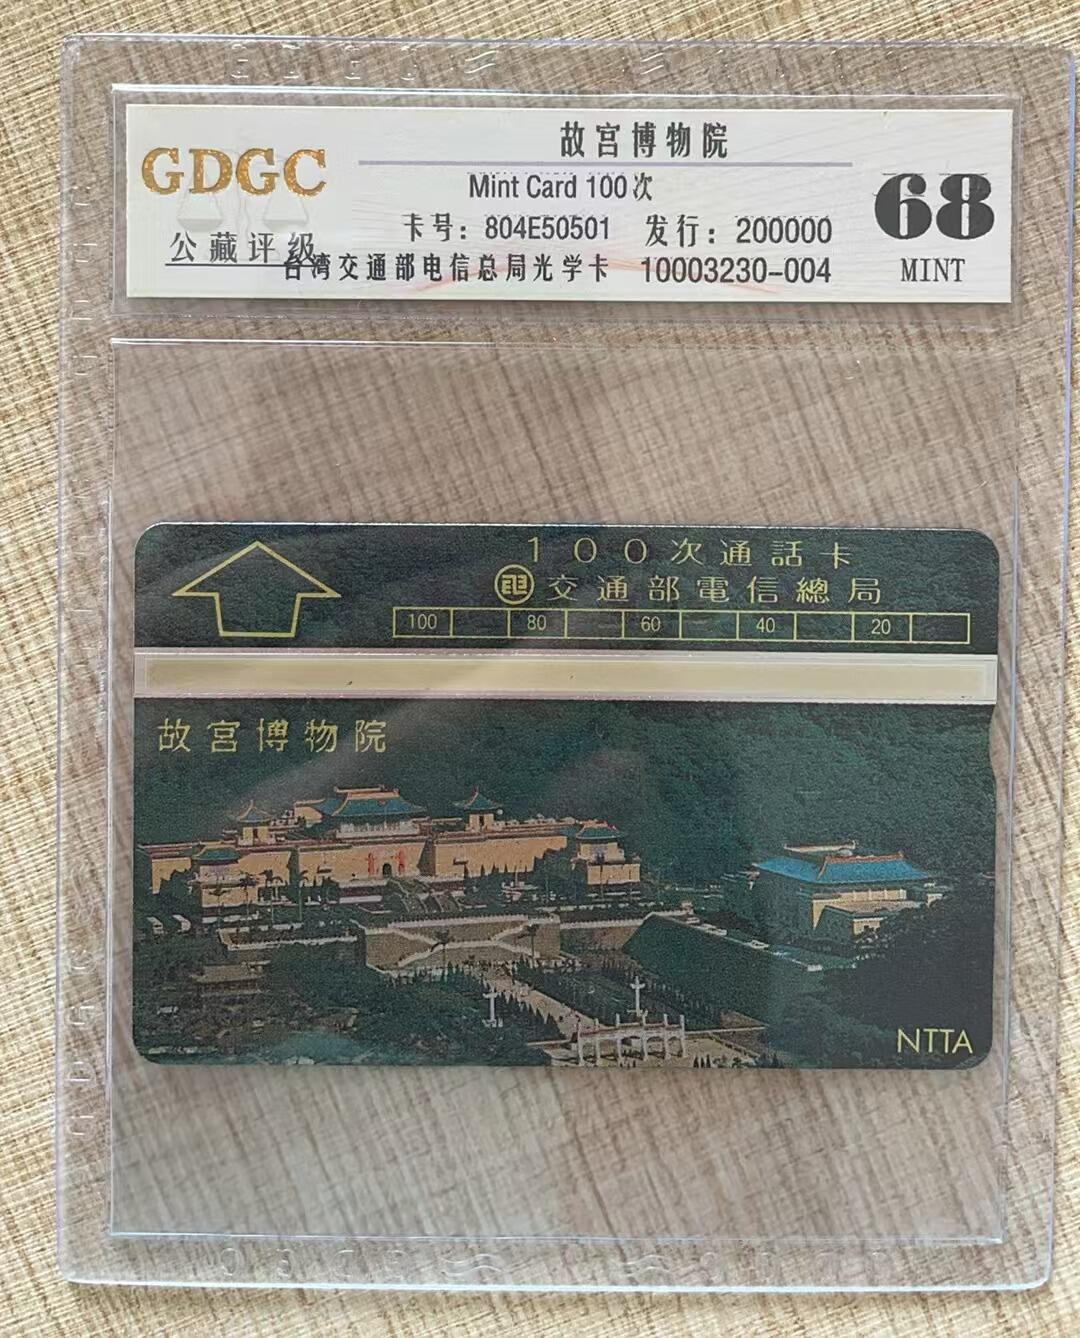 故宫博物院
GDGC
Mint Card 100次
68
卡号：804E50501 发行：200000
公藏评级
台湾交通部电信总局光学卡 10003230-004
MINT
100次通話卡
交通部電信總局
100 80 60 40 20
故宮博物院
NTTA